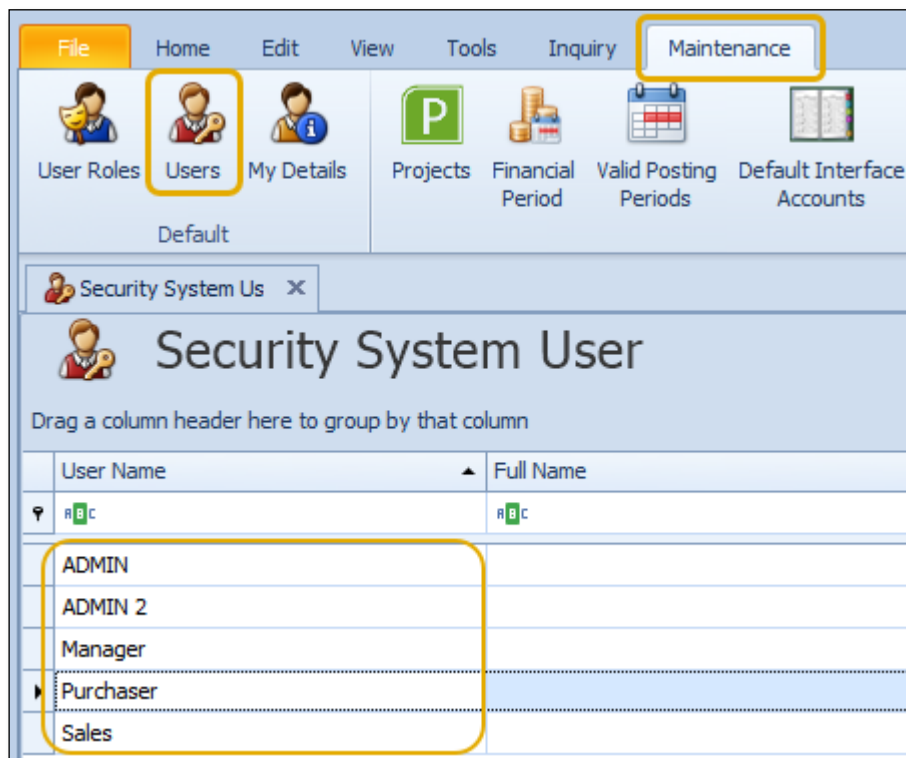 File Home Edit View Tools Inquiry Maintenance
User Roles Users My Details Projects Financial Valid Posting Default Interface
Period Periods Accounts
Default
Security System Us
Security System User
Drag a column header here to group by that column
User Name Full Name
ABC ABC
ADMIN
ADMIN 2
Manager
Purchaser
Sales